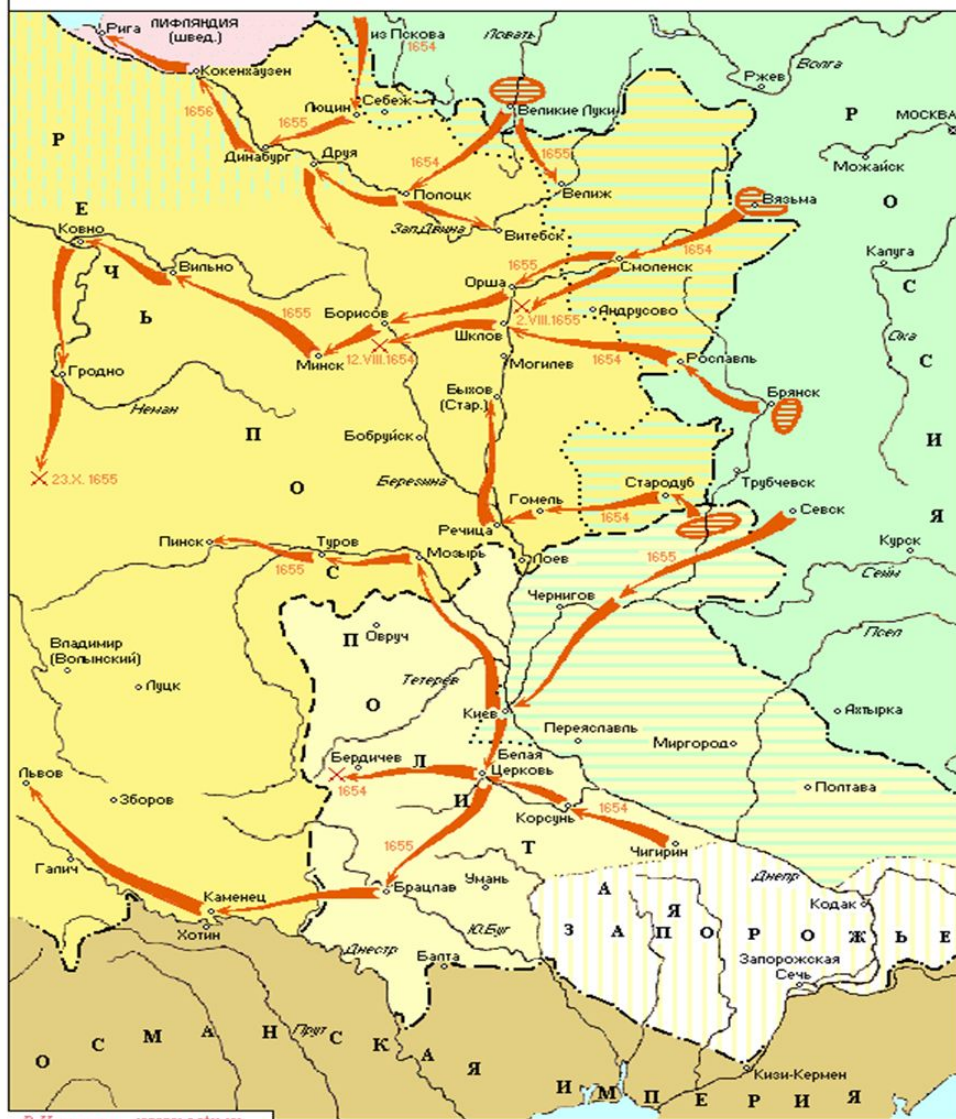 ЛИФЛЯНДИЯ
(швед.)
Рига
из Пскова
1654
Ловать
Ржев
Волга
Кокенхаузен
Люцин
Себеж
Великие Луки
Р
МОСКВА
1656
1655
Р
Динабург
Друя
1654
1655
Можайск
Полоцк
Велиж
Вязьма
О
Е
Зап.Двина
Витебск
Ковно
1654
Калуга
Ч
Вильно
1655
Смоленск
С
Орша
Ь
1655
Борисов
2.VIII.1655
Андрусово
Шклов
Ока
Минск
12.VIII.1654
Могилев
1654
Рославль
С
Гродно
Неман
Быхов
(Стар.)
Брянск
П
Бобруйск
И
23.X. 1655
О
Березина
Гомель
Стародуб
Трубчевск
Речица
1654
Севск
Я
Пинск
Туров
Мозырь
Лоев
1655
Курск
1655
С
Сейм
Чернигов
П
Овруч
Псел
Владимир
(Волынский)
Луцк
Тетерев
О
Киев
Ахтырка
Переяславль
Миргород
Бердичев
Л
Белая
Церковь
Львов
1654
Полтава
Зборов
И
Корсунь
1654
1655
Т
Чигирин
Галич
Днепр
Брацлав
Умань
А
Каменец
Я
Кодак
Хотин
Ю.Буг
З А П О Р О Ж Ь Е
Днестр
Балта
Запорожская
Сечь
О С М А Н С К А Я
Прут
И М П Е Р И Я
Кизи-Кермен